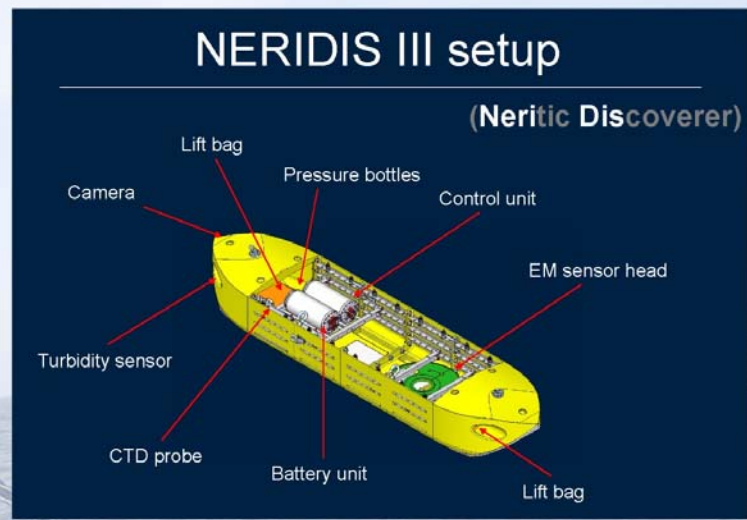 NERIDIS III setup
(Neritic Discoverer)
Lift bag
Pressure bottles
Camera
Control unit
EM sensor head
Turbidity sensor
CTD probe
Battery unit
Lift bag